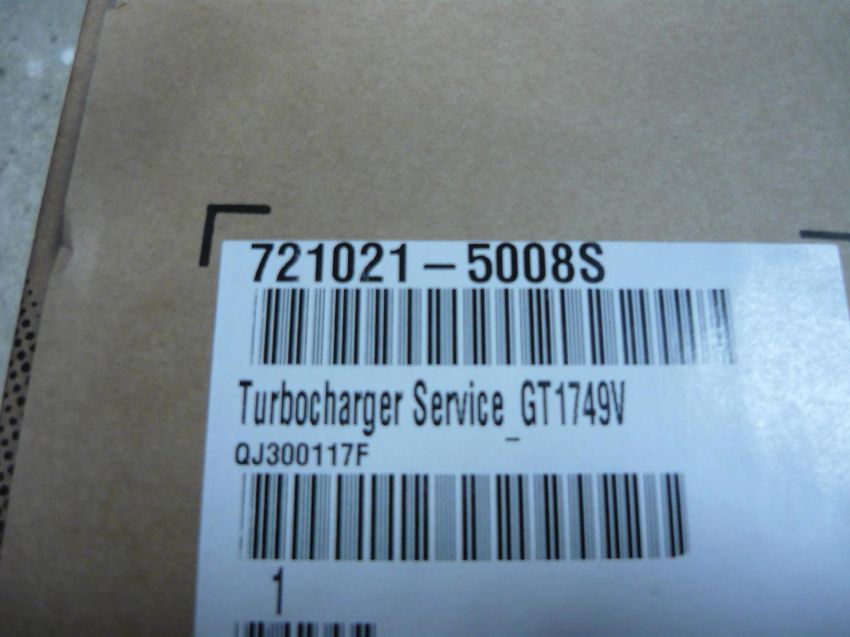 721021-5008S
Turbocharger Service_GT1749V
QJ300117F
1